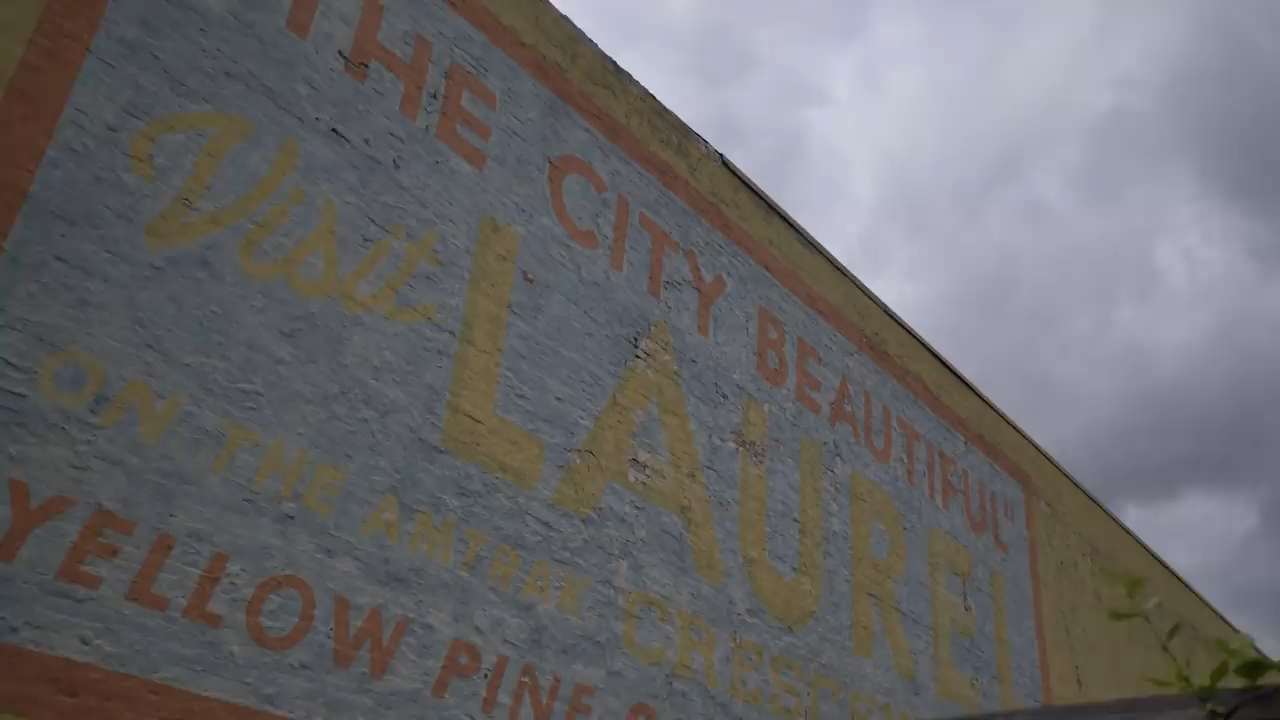 THE CITY BEAUTIFUL"
Visit LAUREL
ON THE AMTRAK
YELLOW PINE